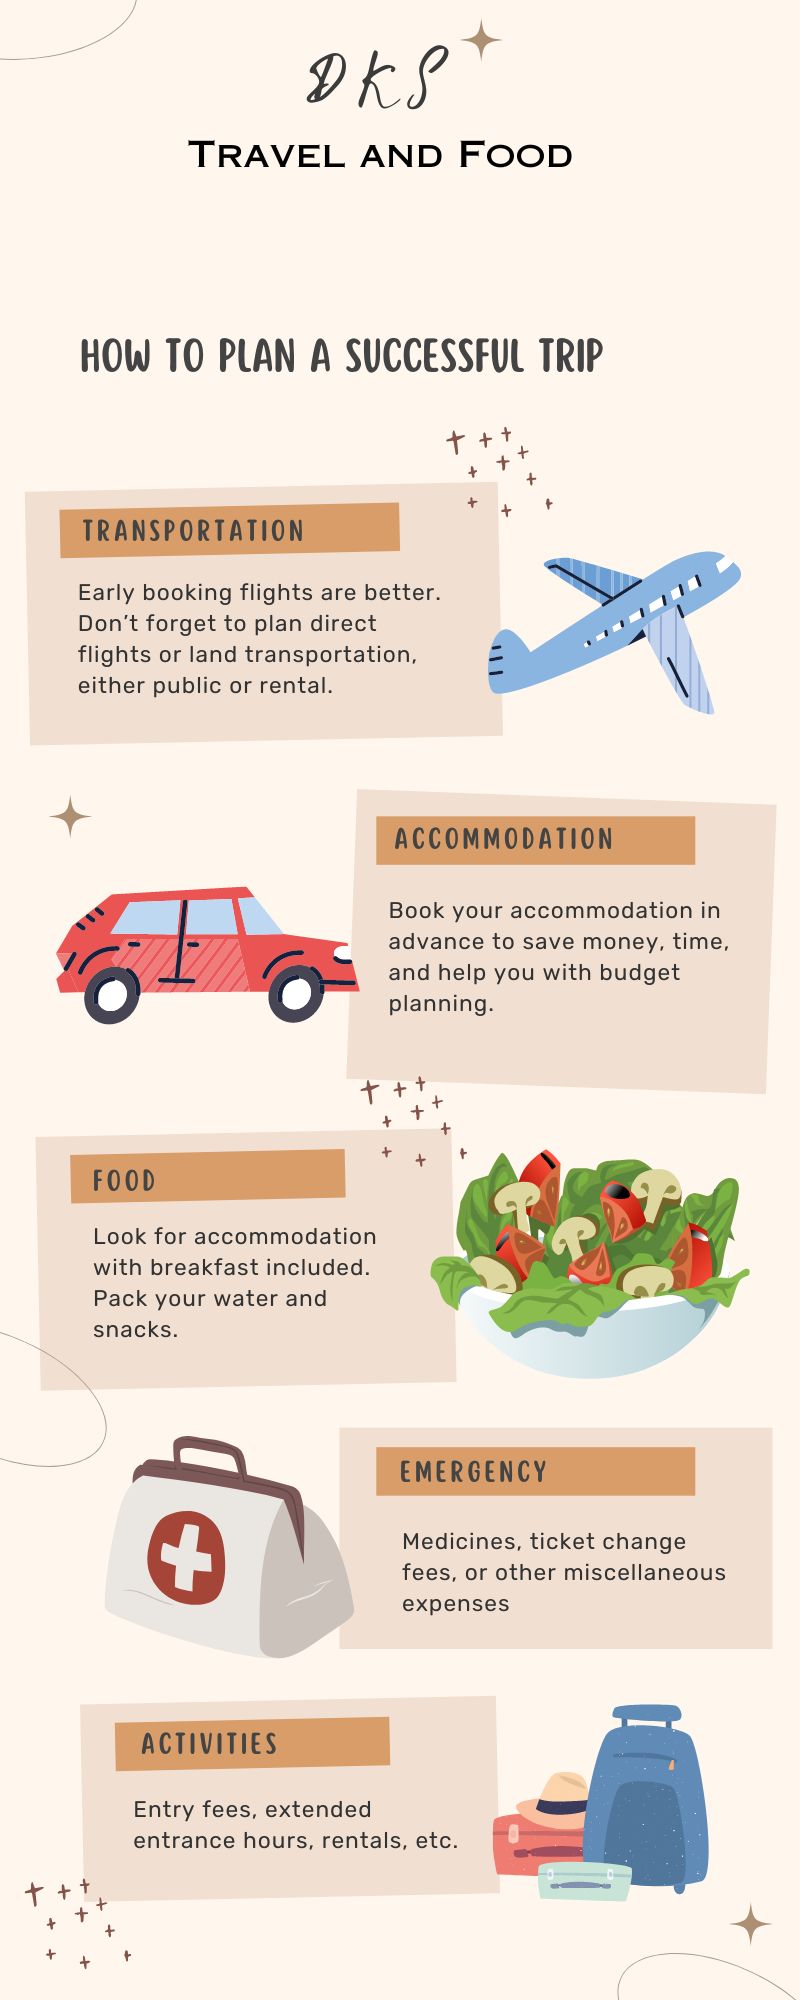 DKS
TRAVEL AND FOOD
HOW TO PLAN A SUCCESSFUL TRIP
TRANSPORTATION
Early booking flights are better.
Don’t forget to plan direct
flights or land transportation,
either public or rental.
ACCOMMODATION
Book your accommodation in
advance to save money, time,
and help you with budget
planning.
FOOD
Look for accommodation
with breakfast included.
Pack your water and
snacks.
EMERGENCY
Medicines, ticket change
fees, or other miscellaneous
expenses
ACTIVITIES
Entry fees, extended
entrance hours, rentals, etc.